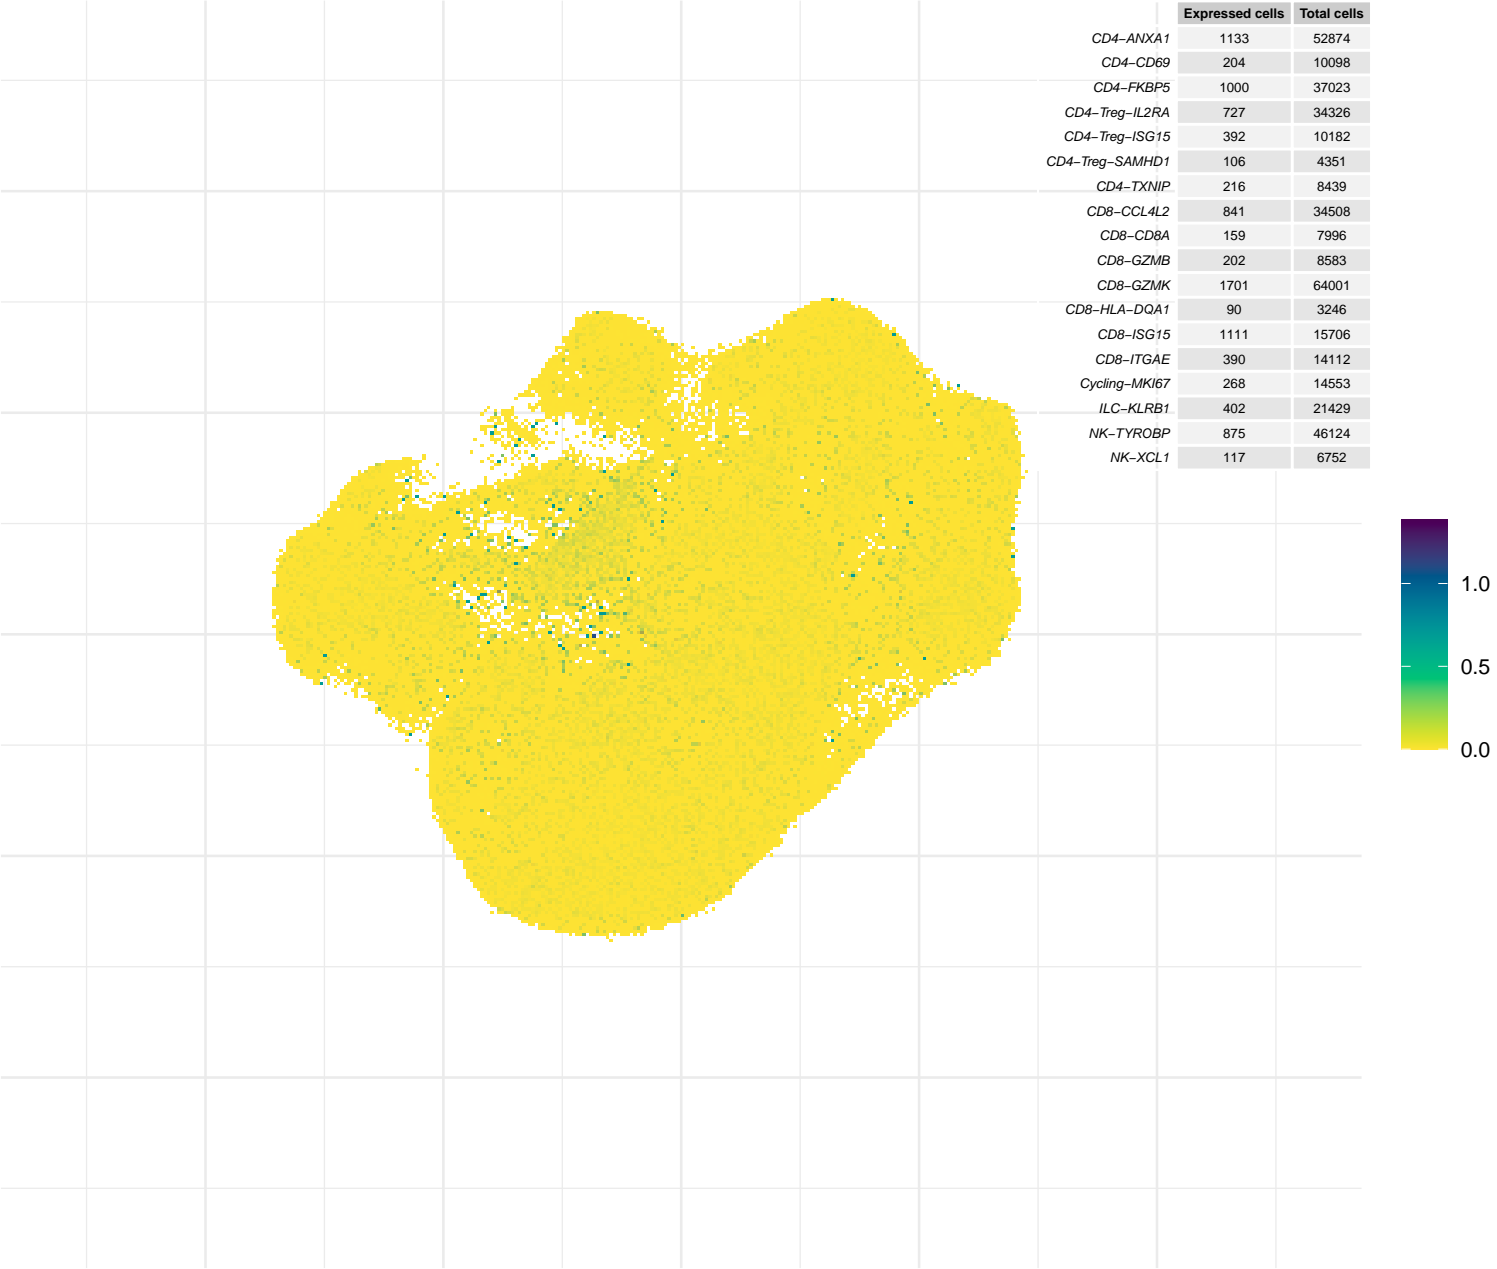 Expressed cells Total cells
CD4−ANXA1 1133 52874
CD4−CD69 204 10098
CD4−FKBP5 1000 37023
CD4−Treg−IL2RA 727 34326
CD4−Treg−ISG15 392 10182
CD4−Treg−SAMHD1 106 4351
CD4−TXNIP 216 8439
CD8−CCL4L2 841 34508
CD8−CD8A 159 7996
CD8−GZMB 202 8583
CD8−GZMK 1701 64001
CD8−HLA−DQA1 90 3246
CD8−ISG15 1111 15706
CD8−ITGAE 390 14112
Cycling−MKI67 268 14553
ILC−KLRB1 402 21429
NK−TYROBP 875 46124
NK−XCL1 117 6752
1.0
0.5
0.0